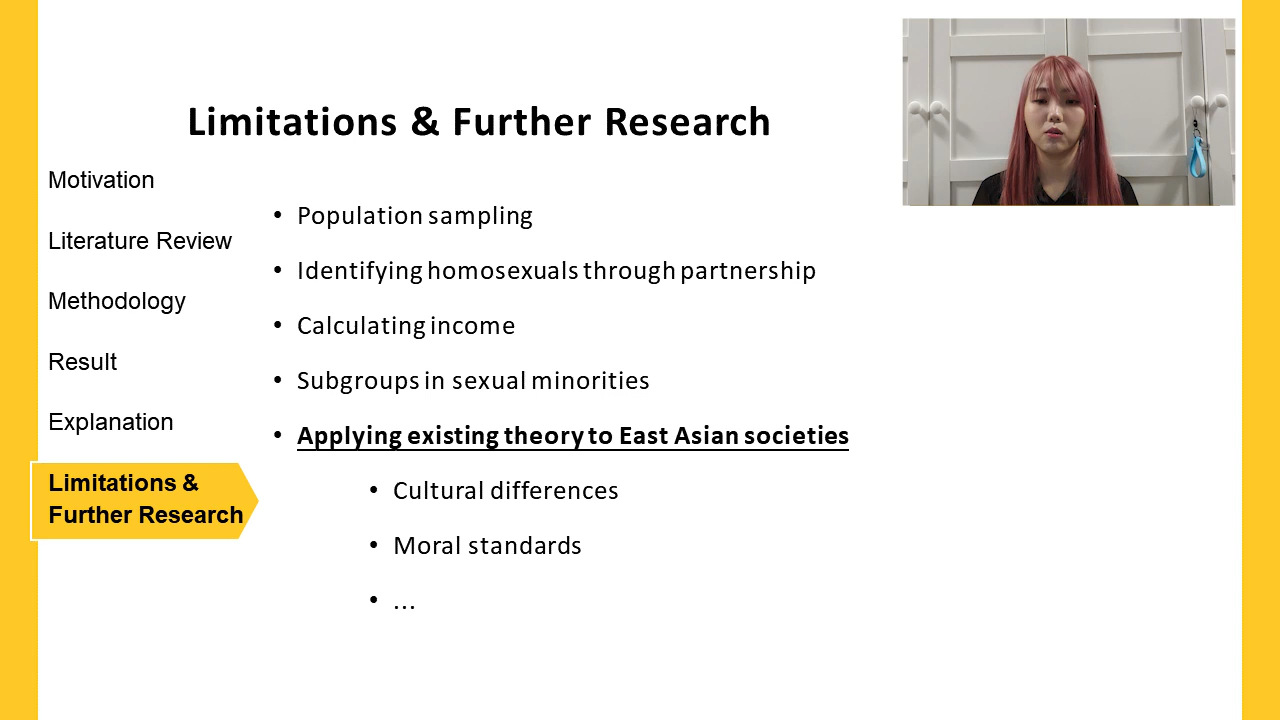 Limitations & Further Research
Motivation
Literature Review
Methodology
Result
Explanation
Limitations &
Further Research
• Population sampling
• Identifying homosexuals through partnership
• Calculating income
• Subgroups in sexual minorities
• Applying existing theory to East Asian societies
• Cultural differences
• Moral standards
• ...